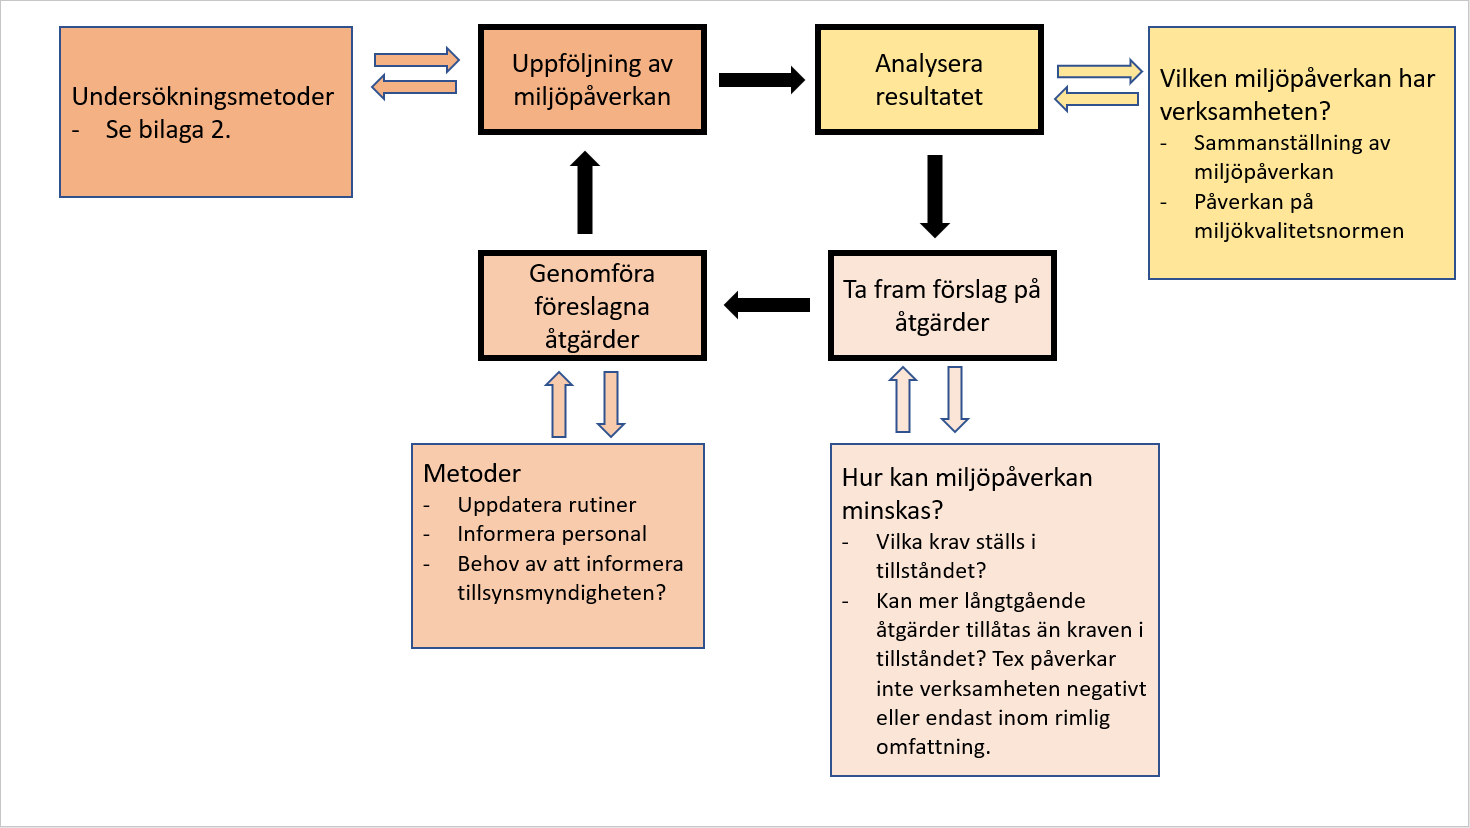 Undersökningsmetoder
- Se bilaga 2.
Uppföljning av
miljöpåverkan
Analysera
resultatet
Vilken miljöpåverkan har
verksamheten?
- Sammanställning av
miljöpåverkan
- Påverkan på
miljökvalitetsnormen
Genomföra
föreslagna
åtgärder
Ta fram förslag på
åtgärder
Metoder
- Uppdatera rutiner
- Informera personal
- Behov av att informera
tillsynsmyndigheten?
Hur kan miljöpåverkan
minskas?
- Vilka krav ställs i
tillståndet?
- Kan mer långtgående
åtgärder tillåtas än kraven i
tillståndet? Tex påverkar
inte verksamheten negativt
eller endast inom rimlig
omfattning.